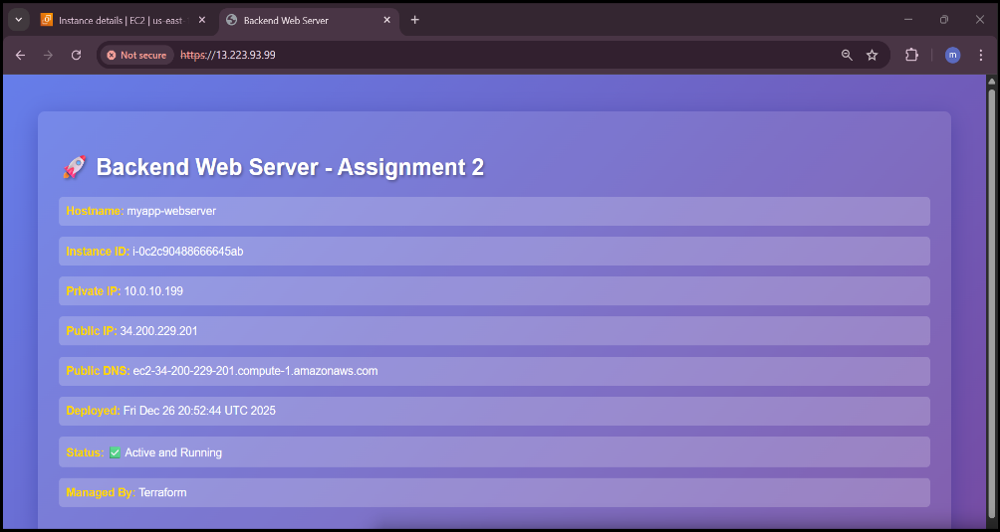 Instance details | EC2 | us-east-
Backend Web Server
Not secure
https://13.223.93.99
m
🚀 Backend Web Server - Assignment 2
Hostname: myapp-webserver
Instance ID: i-0c2c90488666645ab
Private IP: 10.0.10.199
Public IP: 34.200.229.201
Public DNS: ec2-34-200-229-201.compute-1.amazonaws.com
Deployed: Fri Dec 26 20:52:44 UTC 2025
Status: ✅ Active and Running
Managed By: Terraform